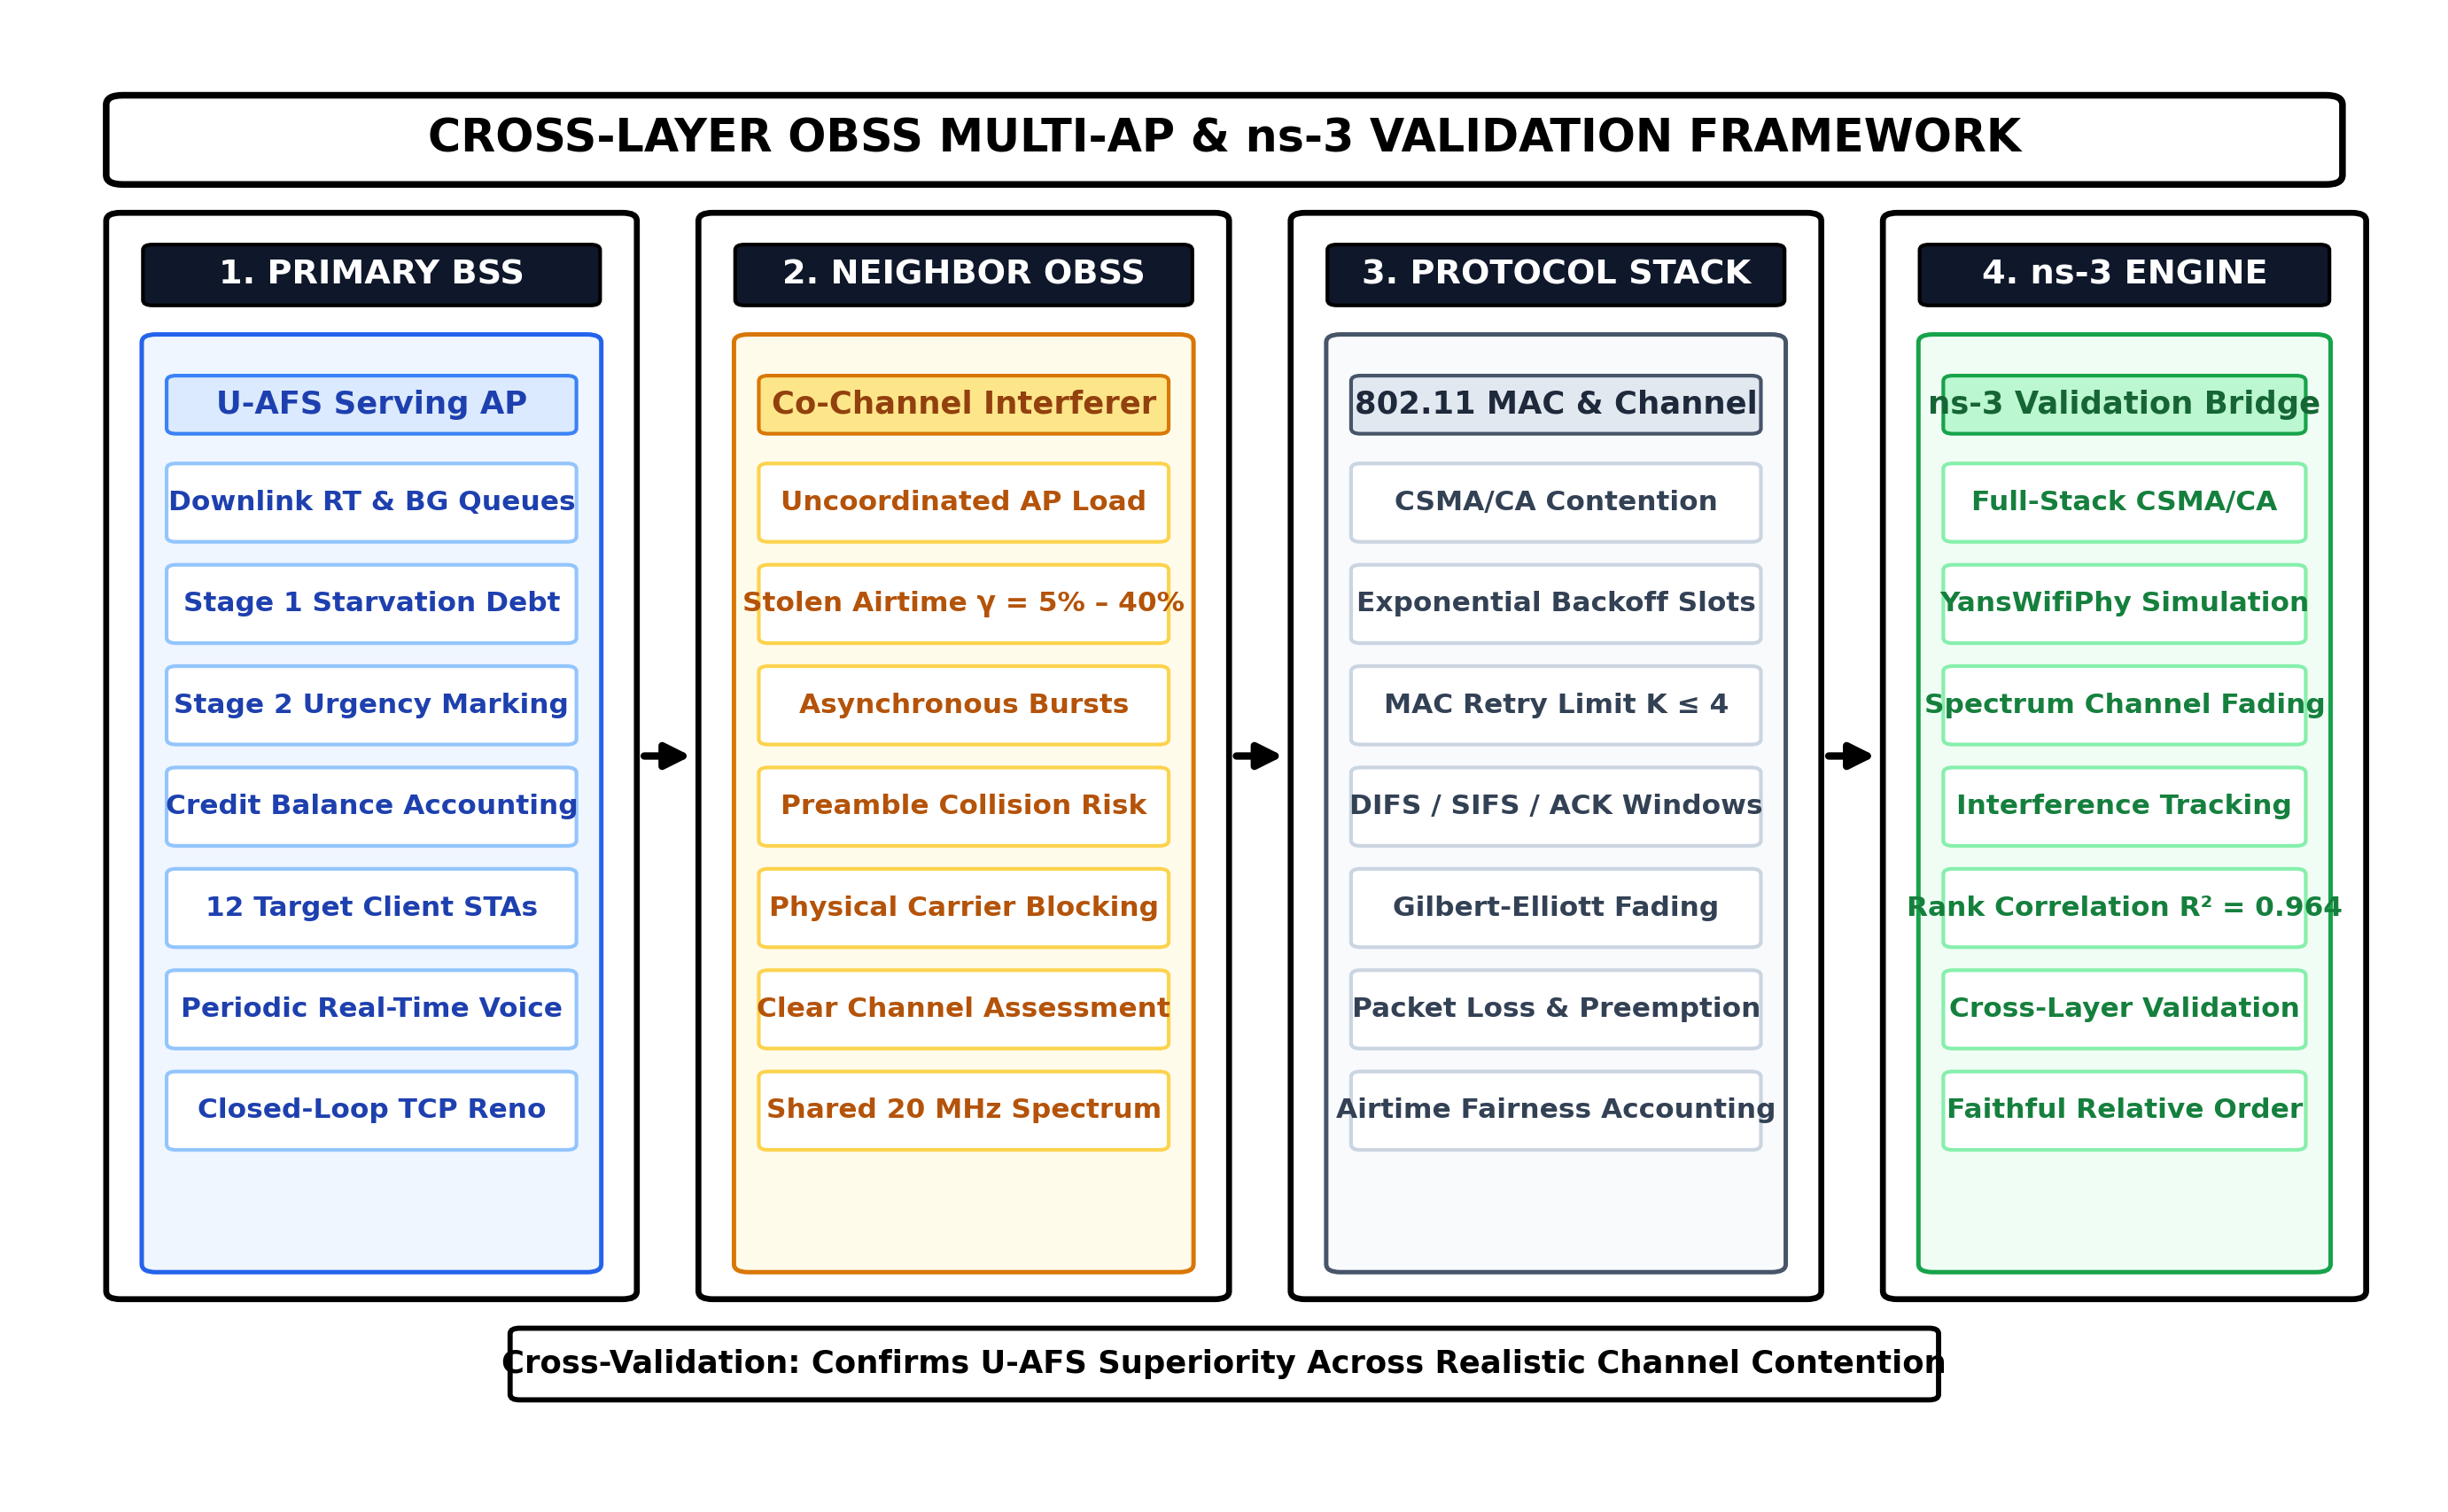 CROSS-LAYER OBSS MULTI-AP & ns-3 VALIDATION FRAMEWORK
1. PRIMARY BSS
U-AFS Serving AP
Downlink RT & BG Queues
Stage 1 Starvation Debt
Stage 2 Urgency Marking
Credit Balance Accounting
12 Target Client STAs
Periodic Real-Time Voice
Closed-Loop TCP Reno
2. NEIGHBOR OBSS
Co-Channel Interferer
Uncoordinated AP Load
Stolen Airtime γ = 5% – 40%
Asynchronous Bursts
Preamble Collision Risk
Physical Carrier Blocking
Clear Channel Assessment
Shared 20 MHz Spectrum
3. PROTOCOL STACK
802.11 MAC & Channel
CSMA/CA Contention
Exponential Backoff Slots
MAC Retry Limit K ≤ 4
DIFS / SIFS / ACK Windows
Gilbert-Elliott Fading
Packet Loss & Preemption
Airtime Fairness Accounting
4. ns-3 ENGINE
ns-3 Validation Bridge
Full-Stack CSMA/CA
YansWifiPhy Simulation
Spectrum Channel Fading
Interference Tracking
Rank Correlation R² = 0.964
Cross-Layer Validation
Faithful Relative Order
Cross-Validation: Confirms U-AFS Superiority Across Realistic Channel Contention